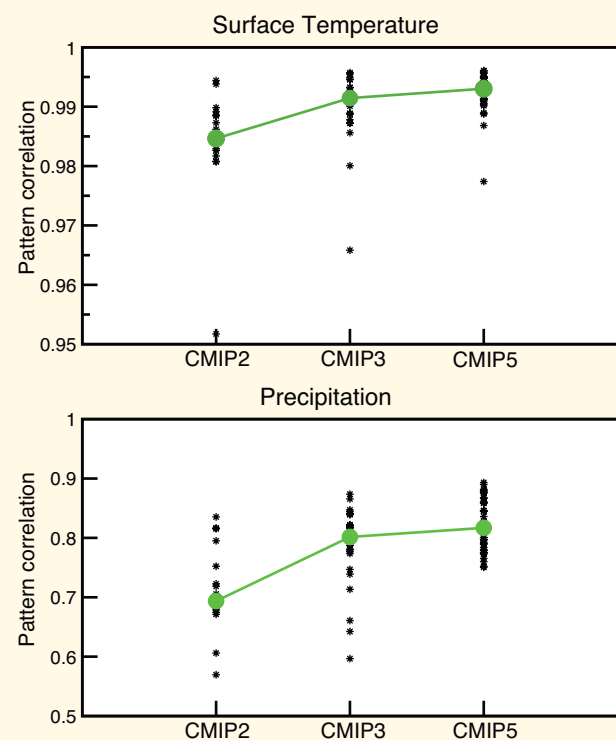 Surface Temperature
Pattern correlation
1
0.99
0.98
0.97
0.96
0.95
CMIP2 CMIP3 CMIP5
Precipitation
Pattern correlation
1
0.9
0.8
0.7
0.6
0.5
CMIP2 CMIP3 CMIP5